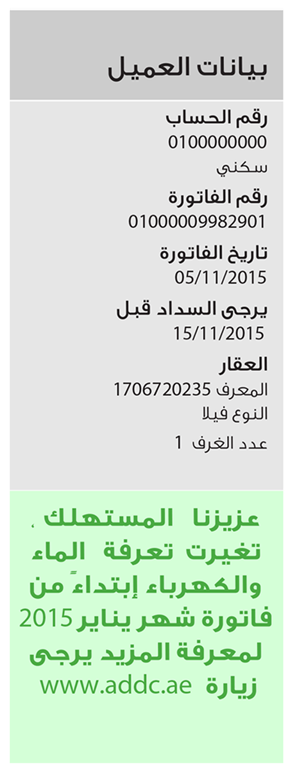 بيانات العميل
رقم الحساب
0100000000
سكني
رقم الفاتورة
01000009982901
تاريخ الفاتورة
05/11/2015
يرجى السداد قبل
15/11/2015
العقار
المعرف 1706720235
النوع فيلا
عدد الغرف 1
عزيزنا المستهلك .
تغيرت تعرفة الماء
والكهرباء إبتداءً من
فاتورة شهر يناير 2015
لمعرفة المزيد يرجى
زيارة www.addc.ae